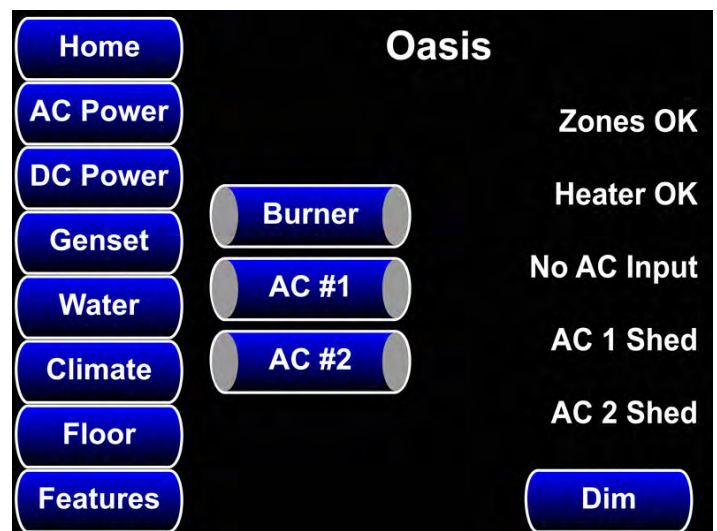 Oasis
Home
AC Power
DC Power
Genset
Water
Climate
Floor
Features
Burner
AC #1
AC #2
Zones OK
Heater OK
No AC Input
AC 1 Shed
AC 2 Shed
Dim